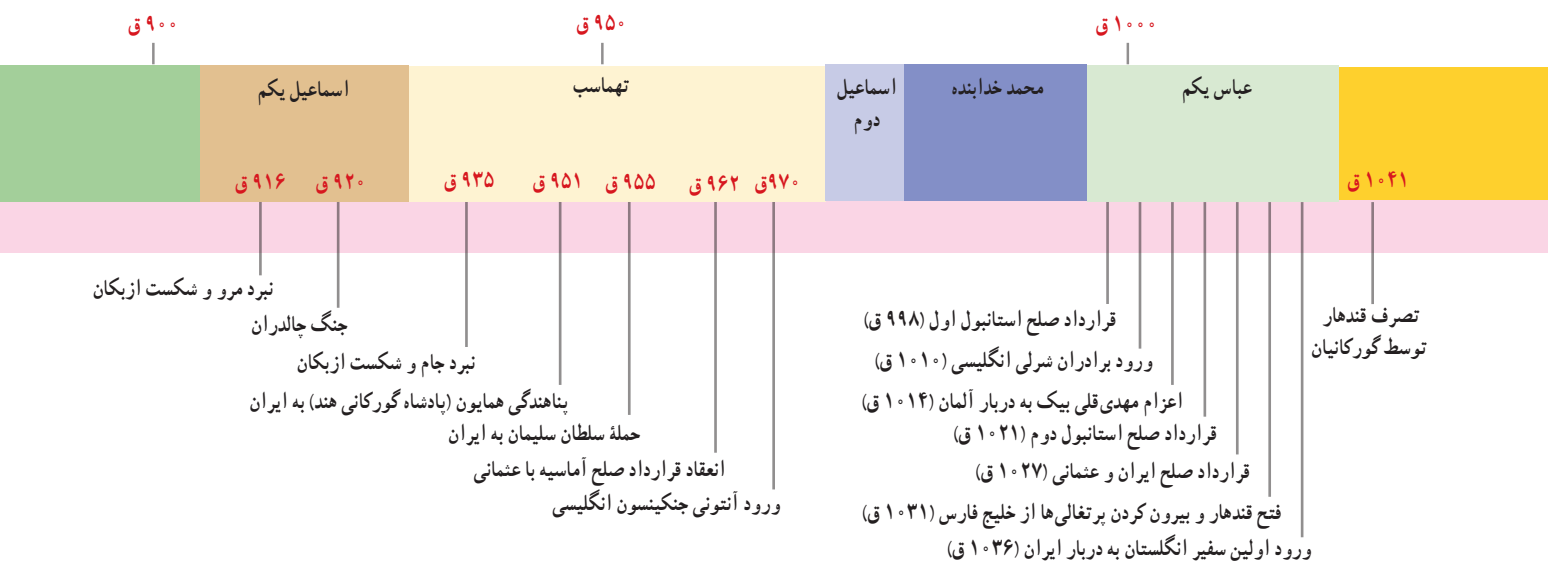 ۹۰۰ ق
۹۵۰ ق
۱۰۰۰ ق
اسماعیل یکم
تهماسب
اسماعیل
دوم
محمد خدابنده
عباس یکم
۹۱۶ ق
۹۲۰ ق
۹۳۵ ق
۹۵۱ ق
۹۵۵ ق
۹۶۲ ق
۹۷۰ق
۱۰۴۱ ق
نبرد مرو و شکست ازبکان
جنگ چالدران
نبرد جام و شکست ازبکان
پناهندگی همایون (پادشاه گورکانی هند) به ایران
حملۀ سلطان سلیمان به ایران
انعقاد قرارداد صلح آماسیه با عثمانی
ورود آنتونی جنکینسون انگلیسی
قرارداد صلح استانبول اول (۹۹۸ ق)
ورود برادران شرلی انگلیسی (۱۰۱۰ ق)
اعزام مهدی‌قلی بیک به دربار آلمان (۱۰۱۴ ق)
قرارداد صلح استانبول دوم (۱۰۲۱ ق)
قرارداد صلح ایران و عثمانی (۱۰۲۷ ق)
فتح قندهار و بیرون کردن پرتغالی‌ها از خلیج فارس (۱۰۳۱ ق)
ورود اولین سفیر انگلستان به دربار ایران (۱۰۳۶ ق)
تصرف قندهار
توسط گورکانیان